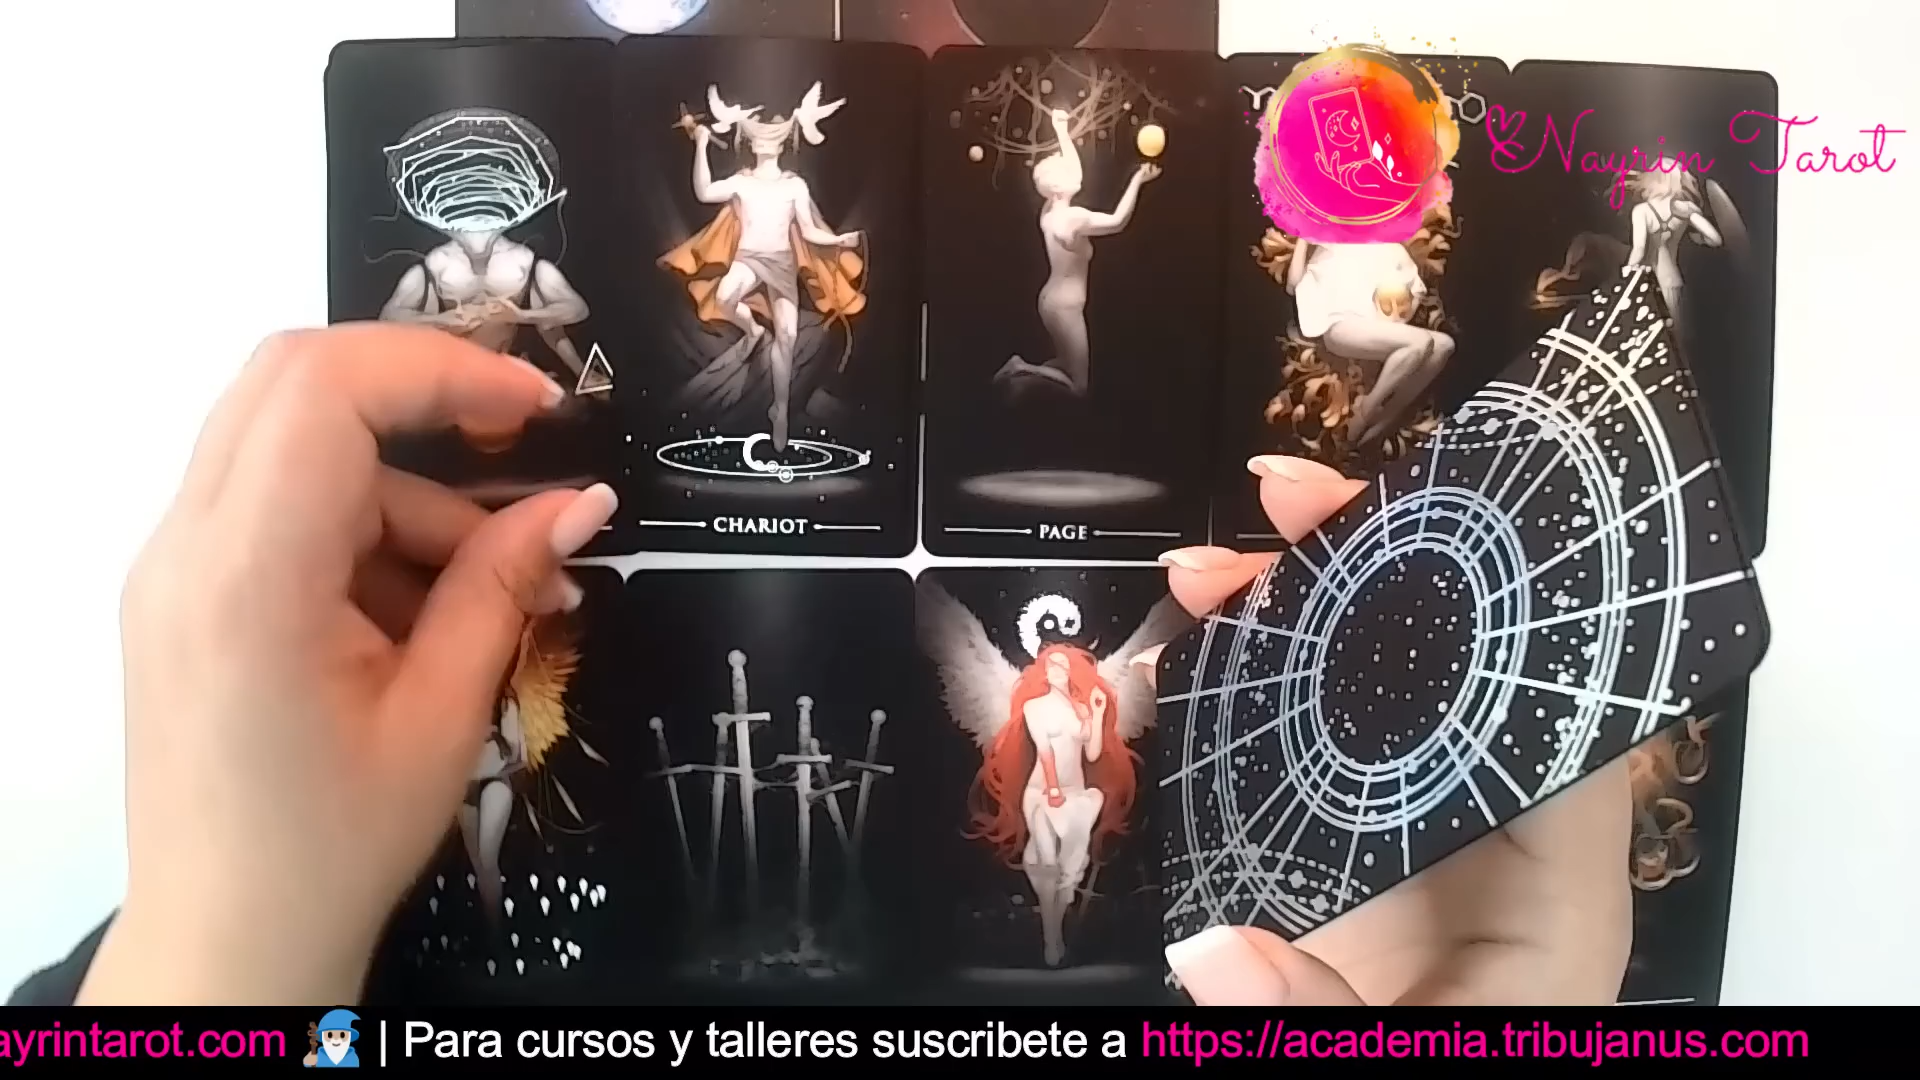 Nayrin Tarot
CHARIOT
PAGE
ayrintarot.com 🧙‍♂️ | Para cursos y talleres suscribete a https://academia.tribujanus.com